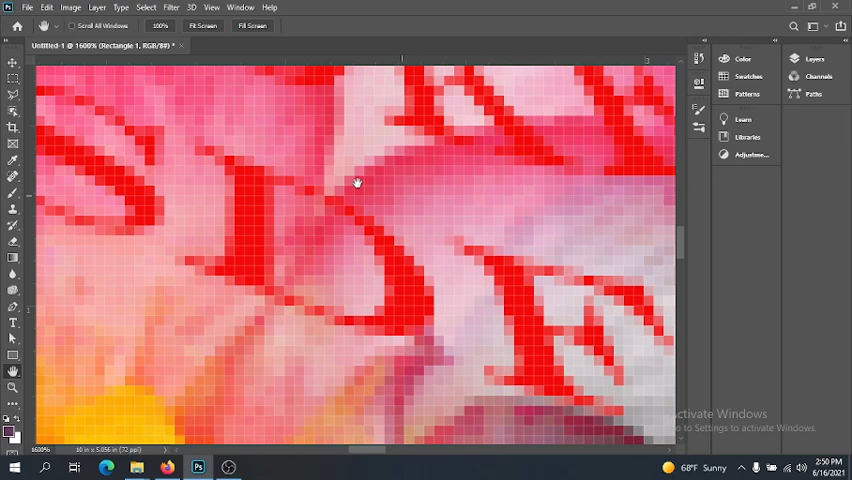 File Edit Image Layer Type Select Filter 3D View Window Help
Scroll All Windows 100% Fit Screen Fill Screen
Untitled-1 @ 1600% (Rectangle 1, RGB/8#) * ×
3
1
Color
Swatches
Patterns
Learn
Libraries
Adjustme...
Layers
Channels
Paths
D
E
Activate Windows
Go to Settings to activate Windows.
1600% 10 in x 5.056 in (72 ppi)
Ps
68°F Sunny
2:50 PM
6/16/2021